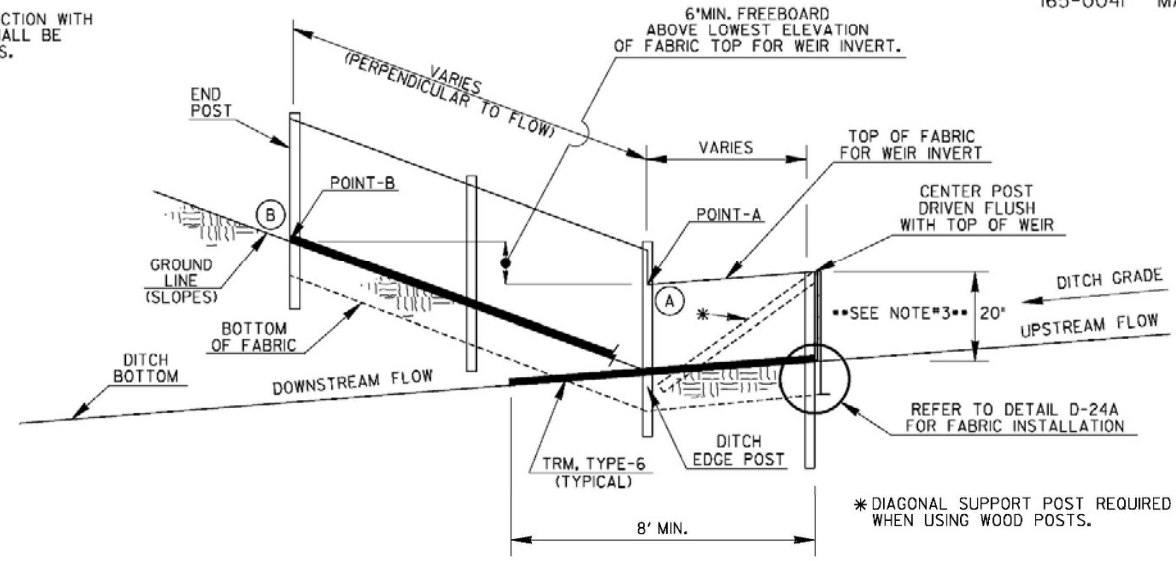 CTION WITH
HALL BE
S.
6"MIN. FREEBOARD
ABOVE LOWEST ELEVATION
OF FABRIC TOP FOR WEIR INVERT.
165-0041
VARIES
(PERPENDICULAR TO FLOW)
END
POST
VARIES
TOP OF FABRIC
FOR WEIR INVERT
POINT-B
POINT-A
CENTER POST
DRIVEN FLUSH
WITH TOP OF WEIR
B
GROUND
LINE
(SLOPES)
A
*
**SEE NOTE#3** 20"
DITCH GRADE
UPSTREAM FLOW
BOTTOM
OF FABRIC
DITCH
BOTTOM
DOWNSTREAM FLOW
REFER TO DETAIL D-24A
FOR FABRIC INSTALLATION
TRM, TYPE-6
(TYPICAL)
DITCH
EDGE POST
8' MIN.
* DIAGONAL SUPPORT POST REQUIRED
WHEN USING WOOD POSTS.